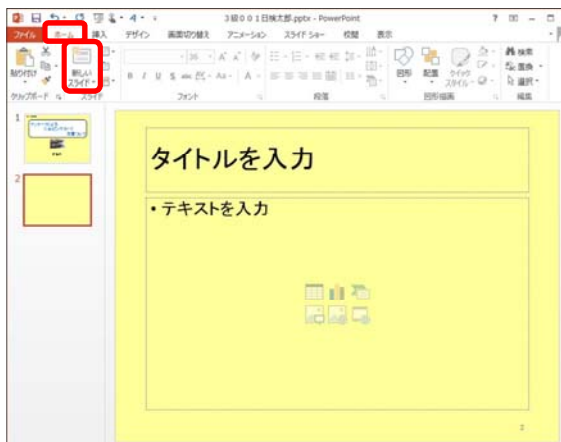 3級001日検太郎.pptx - PowerPoint
ファイル ホーム 挿入 デザイン 画面切り替え アニメーション スライド ショー 校閲 表示
貼り付け 新しい スライド 図形 配置 クイック スタイル 検索 置換 選択
クリップボード スライド フォント 段落 図形描画 編集
1
2
タイトルを入力
• テキストを入力
2